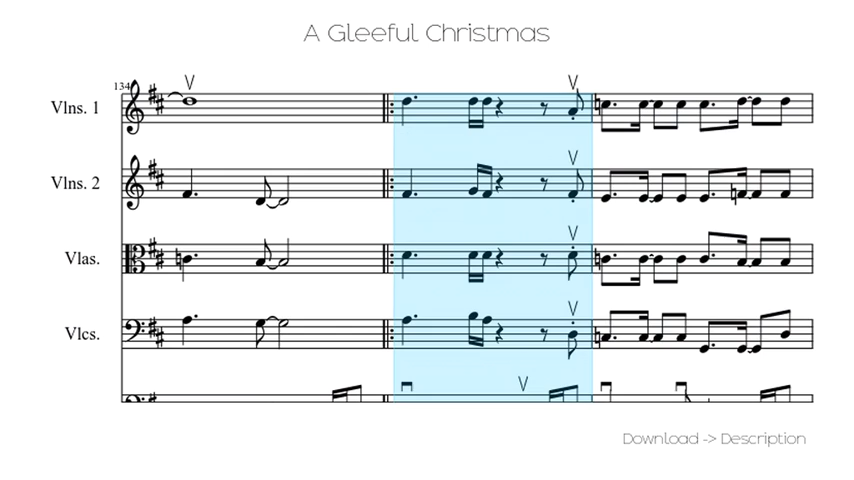 A Gleeful Christmas
134
Vlns. 1
Vlns. 2
Vlas.
Vlcs.
Download -> Description